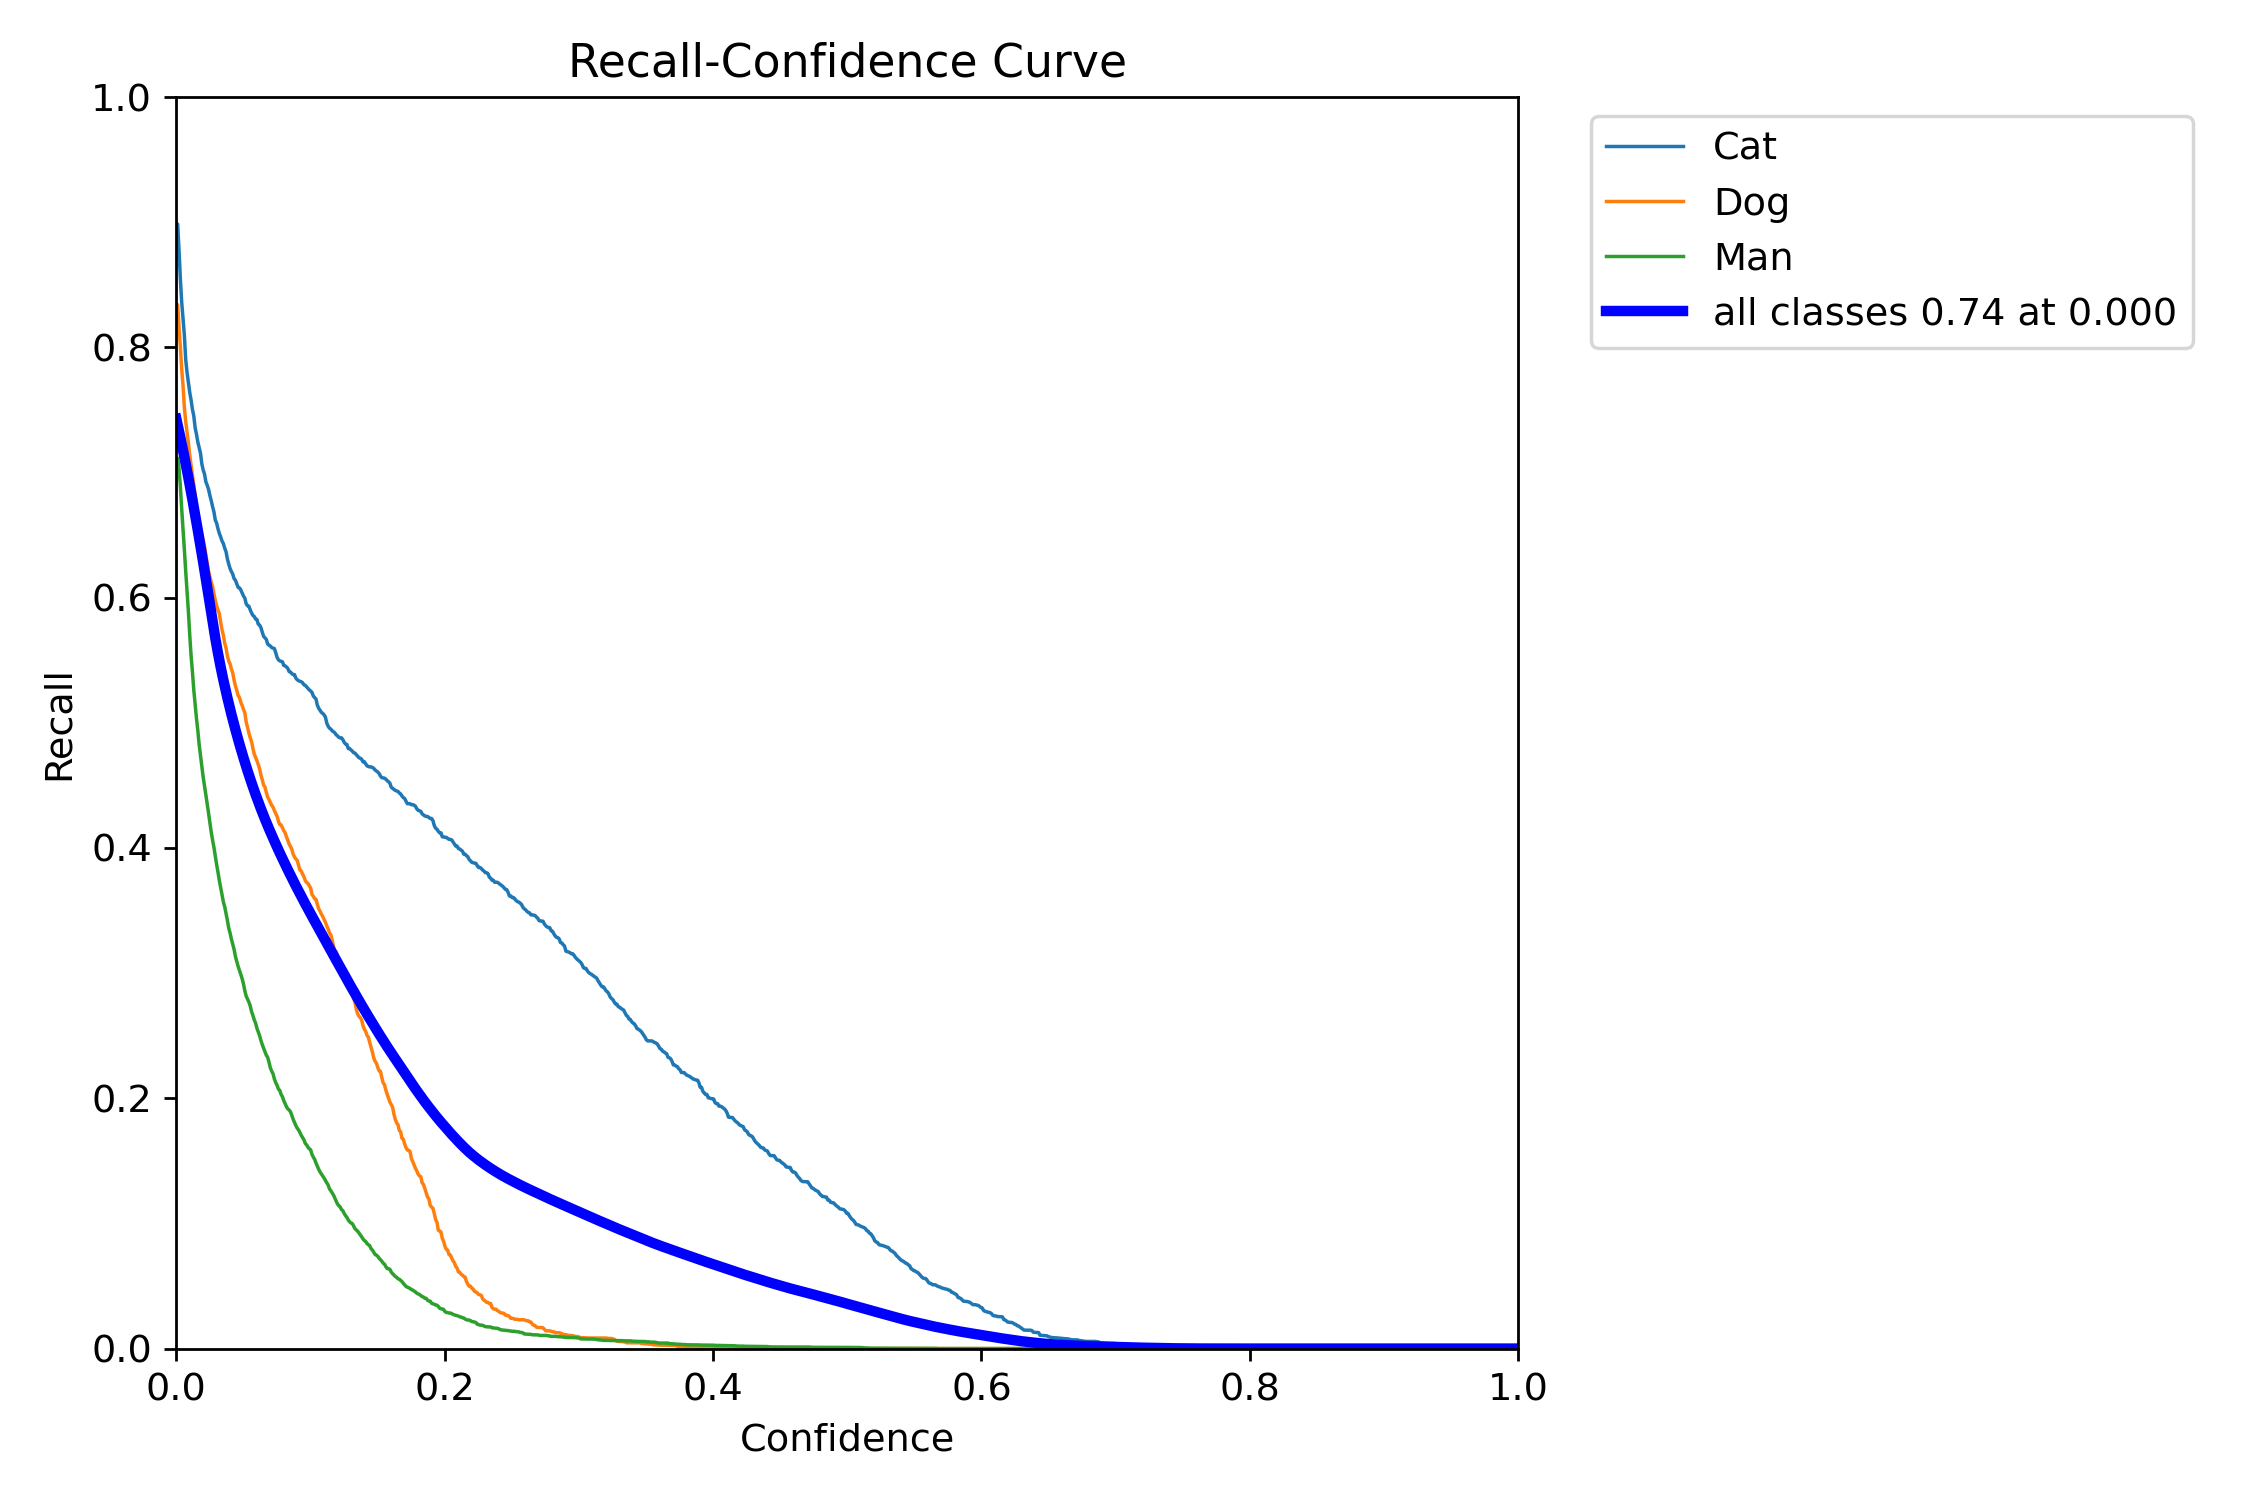 Recall-Confidence Curve
1.0
0.8
0.6
0.4
0.2
0.0
Recall
0.0 0.2 0.4 0.6 0.8 1.0
Confidence
Cat
Dog
Man
all classes 0.74 at 0.000